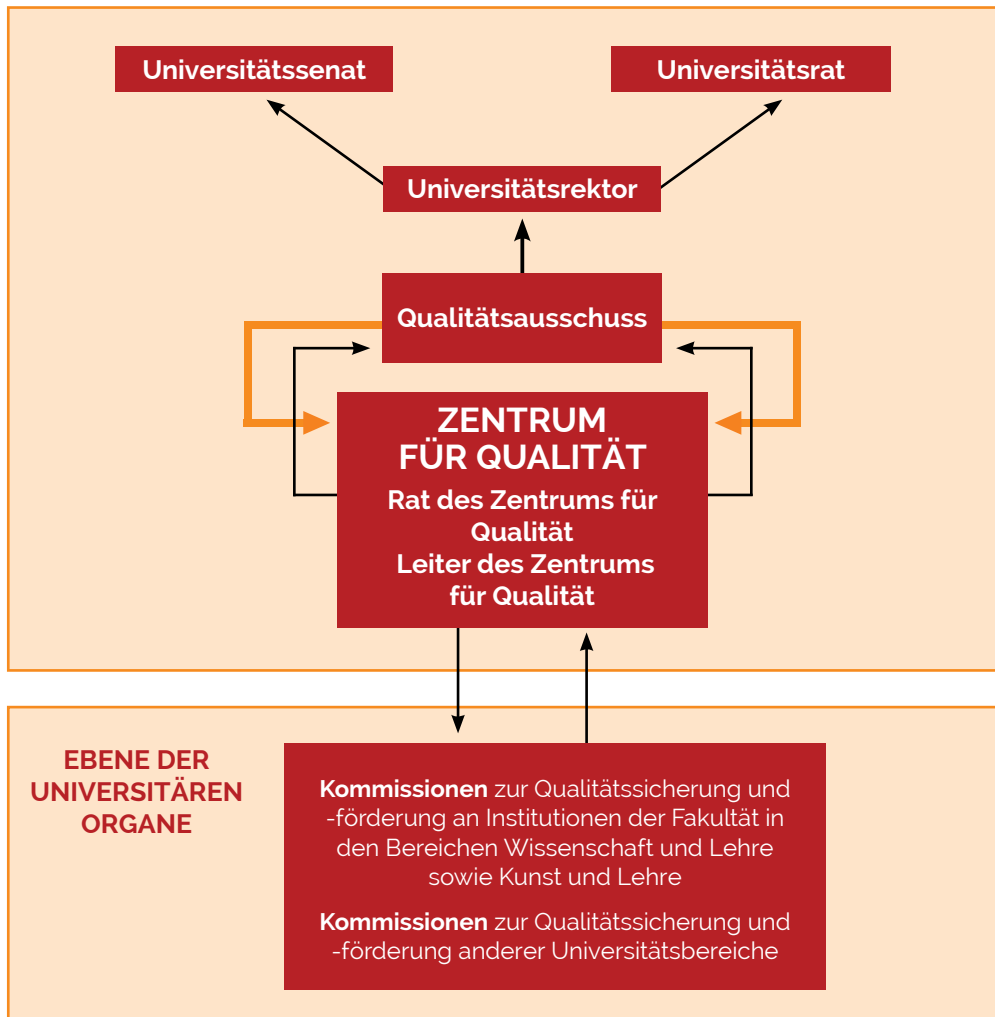 Universitätssenat
Universitätsrat
Universitätsrektor
Qualitätsausschuss
ZENTRUM
FÜR QUALITÄT
Rat des Zentrums für
Qualität
Leiter des Zentrums
für Qualität
EBENE DER
UNIVERSITÄREN
ORGANE
Kommissionen zur Qualitätssicherung und
-förderung an Institutionen der Fakultät in
den Bereichen Wissenschaft und Lehre
sowie Kunst und Lehre
Kommissionen zur Qualitätssicherung und
-förderung anderer Universitätsbereiche